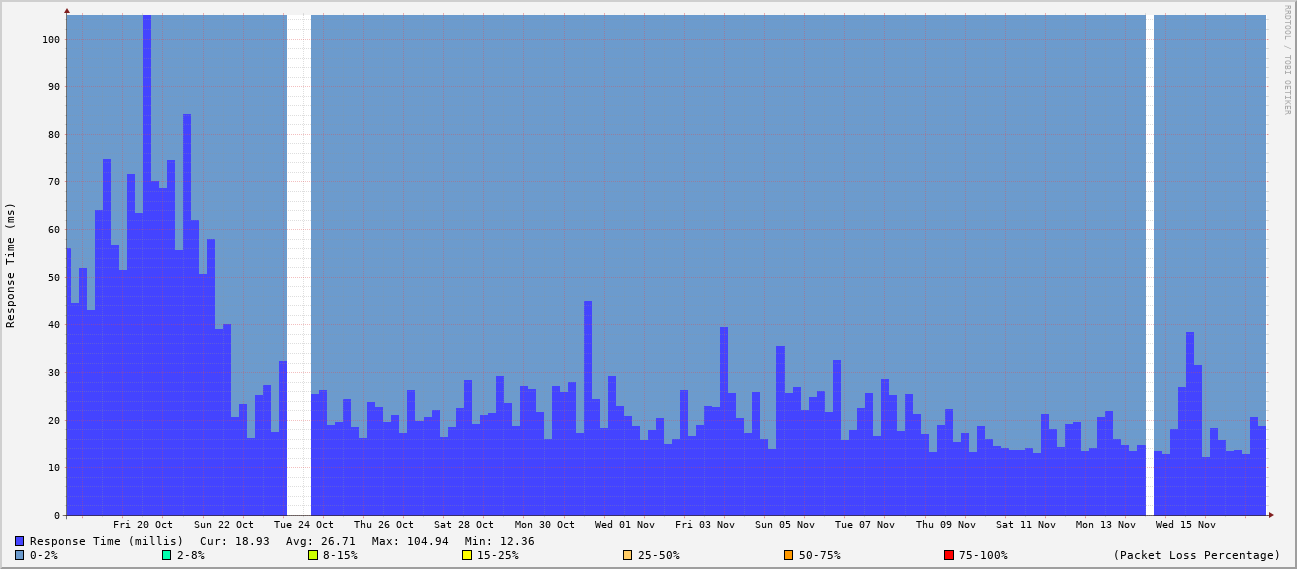 RRDTOOL / TOBI OETIKER
Response Time (ms)
100
90
80
70
60
50
40
30
20
10
0
Fri 20 Oct Sun 22 Oct Tue 24 Oct Thu 26 Oct Sat 28 Oct Mon 30 Oct Wed 01 Nov Fri 03 Nov Sun 05 Nov Tue 07 Nov Thu 09 Nov Sat 11 Nov Mon 13 Nov Wed 15 Nov
Response Time (millis) Cur: 18.93 Avg: 26.71 Max: 104.94 Min: 12.36
0-2% 2-8% 8-15% 15-25% 25-50% 50-75% 75-100% (Packet Loss Percentage)